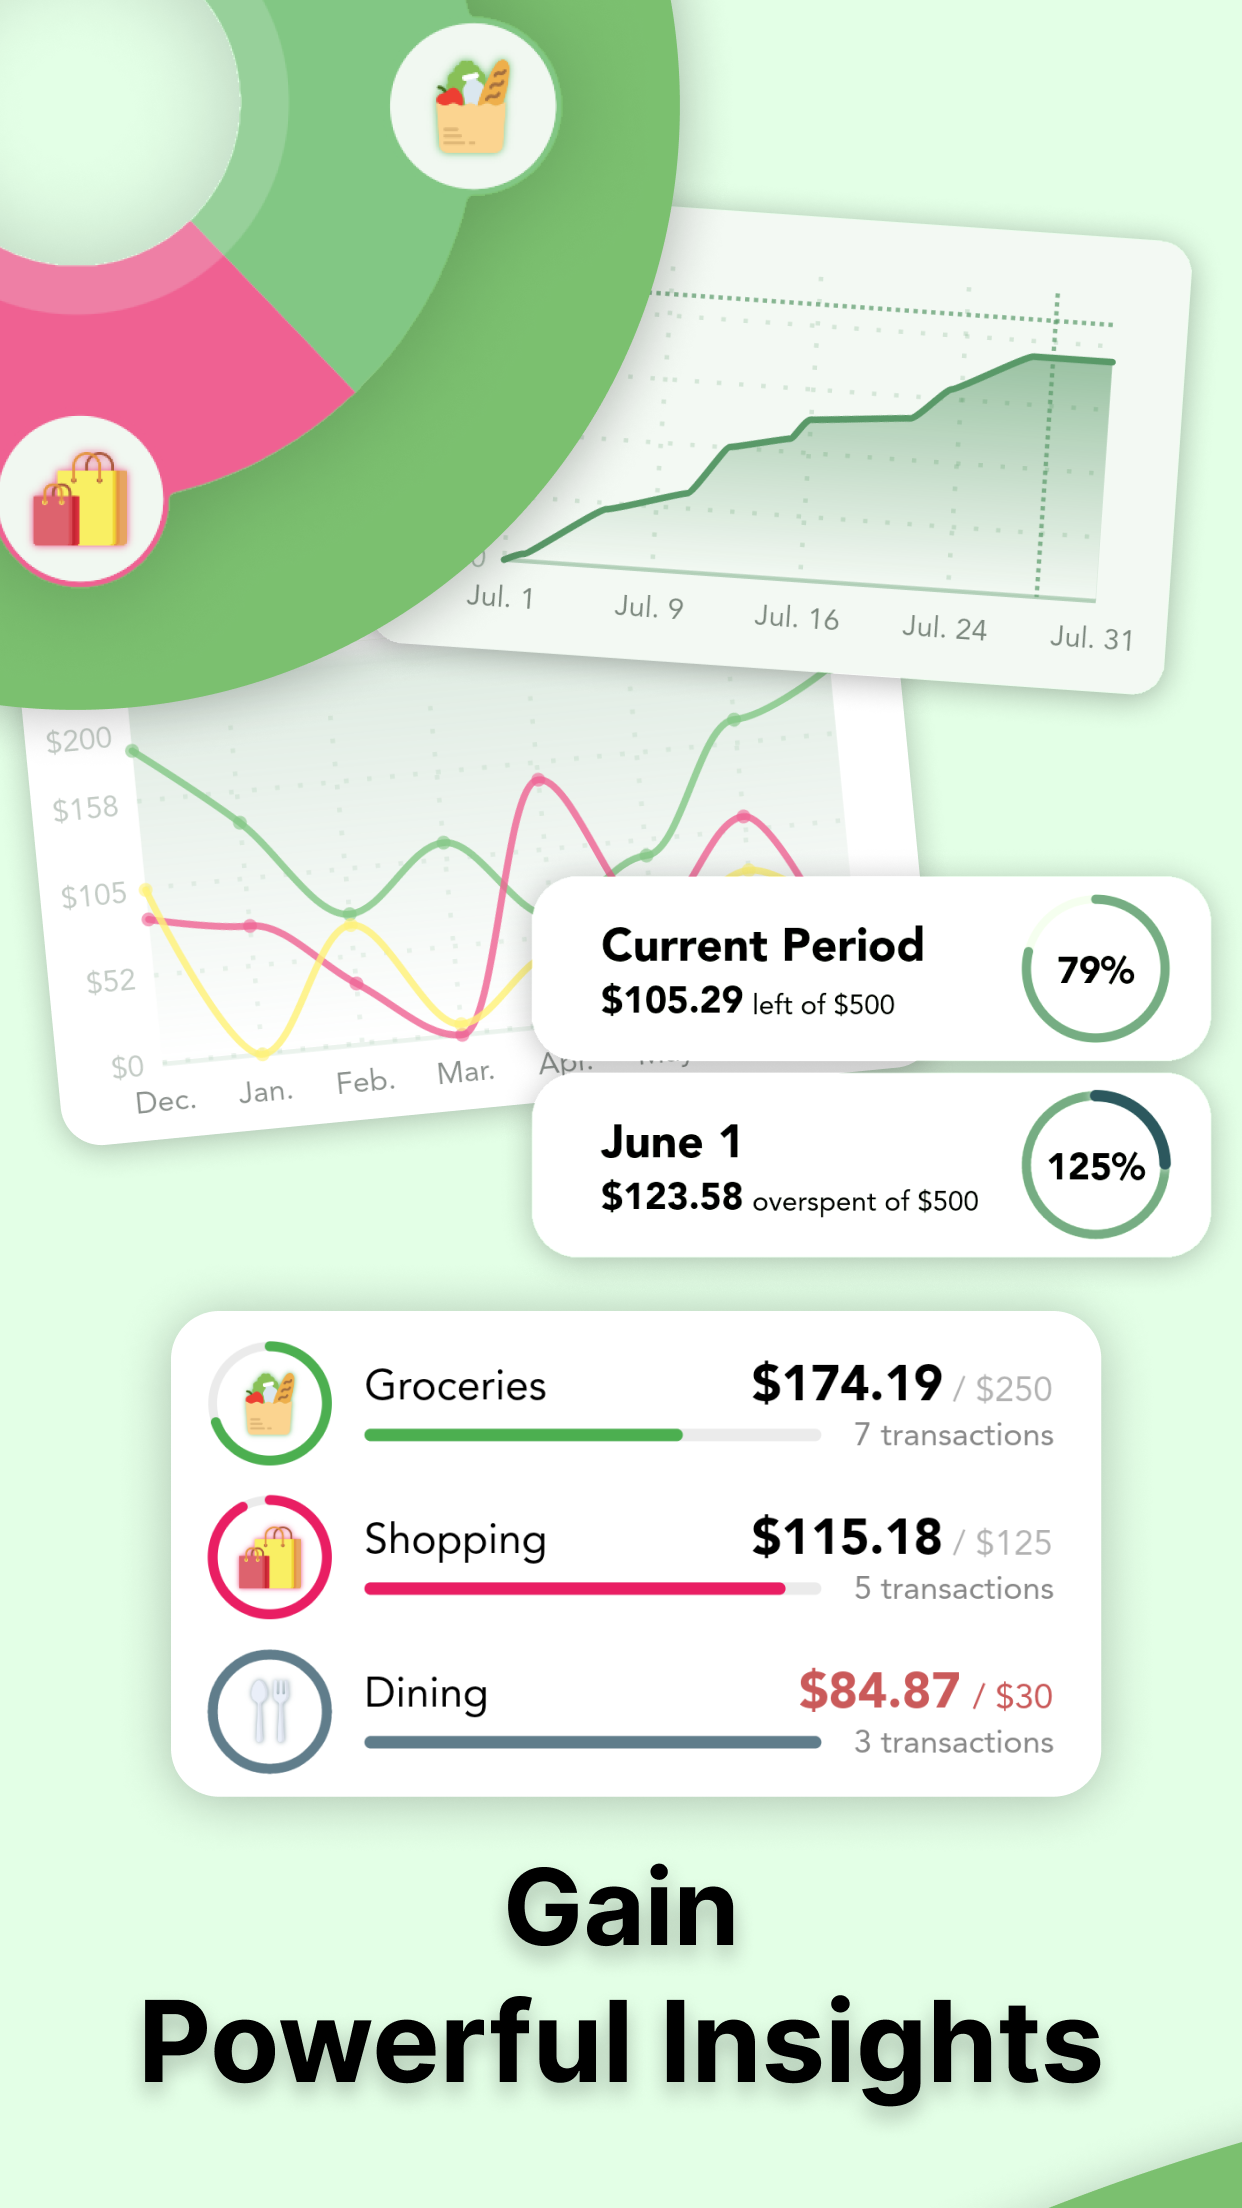 0
Jul. 1
Jul. 9
Jul. 16
Jul. 24
Jul. 31
$200
$158
$105
$52
$0
Dec.
Jan.
Feb.
Mar.
Apr.
May
Current Period
$105.29 left of $500
79%
June 1
$123.58 overspent of $500
125%
Groceries
$174.19 / $250
7 transactions
Shopping
$115.18 / $125
5 transactions
Dining
$84.87 / $30
3 transactions
Gain
Powerful Insights